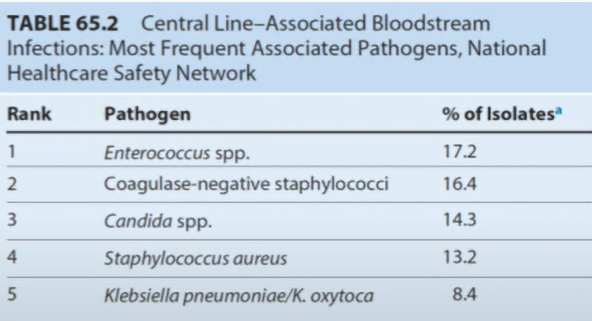 TABLE 65.2 Central Line–Associated Bloodstream
Infections: Most Frequent Associated Pathogens, National
Healthcare Safety Network
Rank Pathogen % of Isolatesᵃ
1 Enterococcus spp. 17.2
2 Coagulase-negative staphylococci 16.4
3 Candida spp. 14.3
4 Staphylococcus aureus 13.2
5 Klebsiella pneumoniae/K. oxytoca 8.4